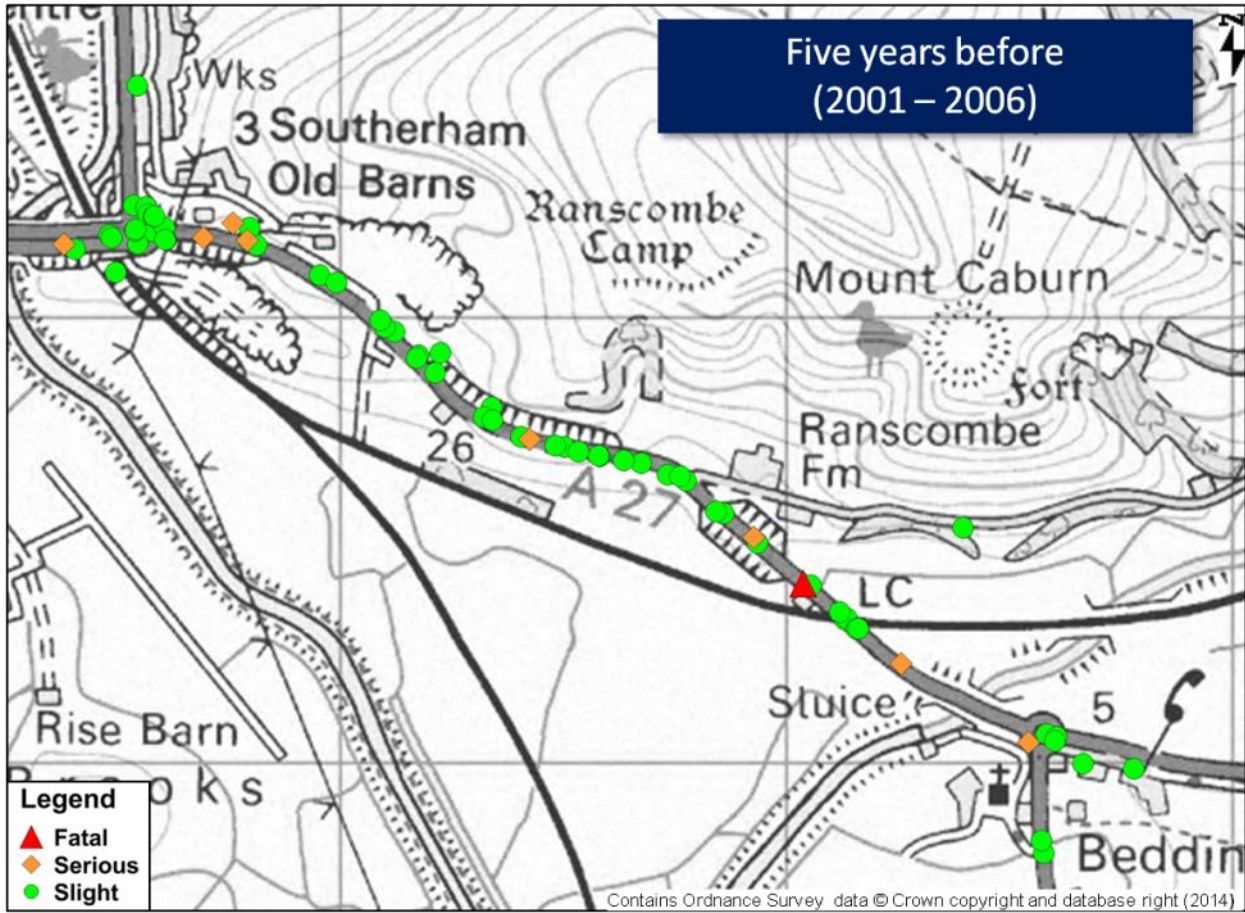 entre
Five years before
(2001 – 2006)
N
Wks
3 Southerham
Old Barns
Ranscombe
Camp
Mount Caburn
fort
Ranscombe
Fm
26
A 27
LC
Sluice
5
Rise Barn
Brooks
Beddin
Legend
Fatal
Serious
Slight
Contains Ordnance Survey data © Crown copyright and database right (2014)